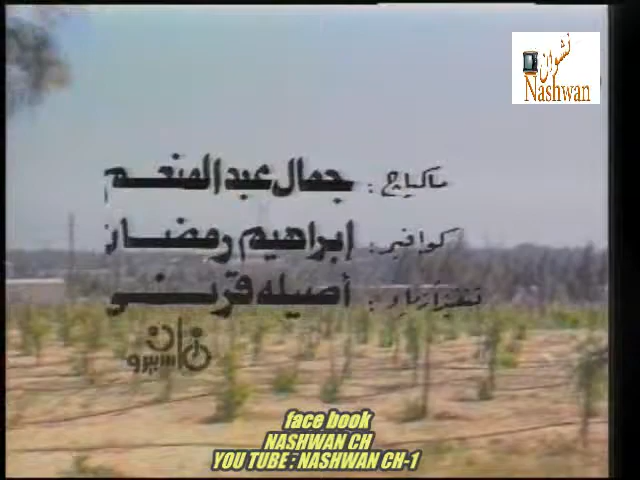 نشوان
Nashwan
ماكياج : جمال عبد المنعم
كوافير : ابراهيم رمضان
تنفيذ أزياء : أصيله قرني
face book
NASHWAN CH
YOU TUBE : NASHWAN CH-1